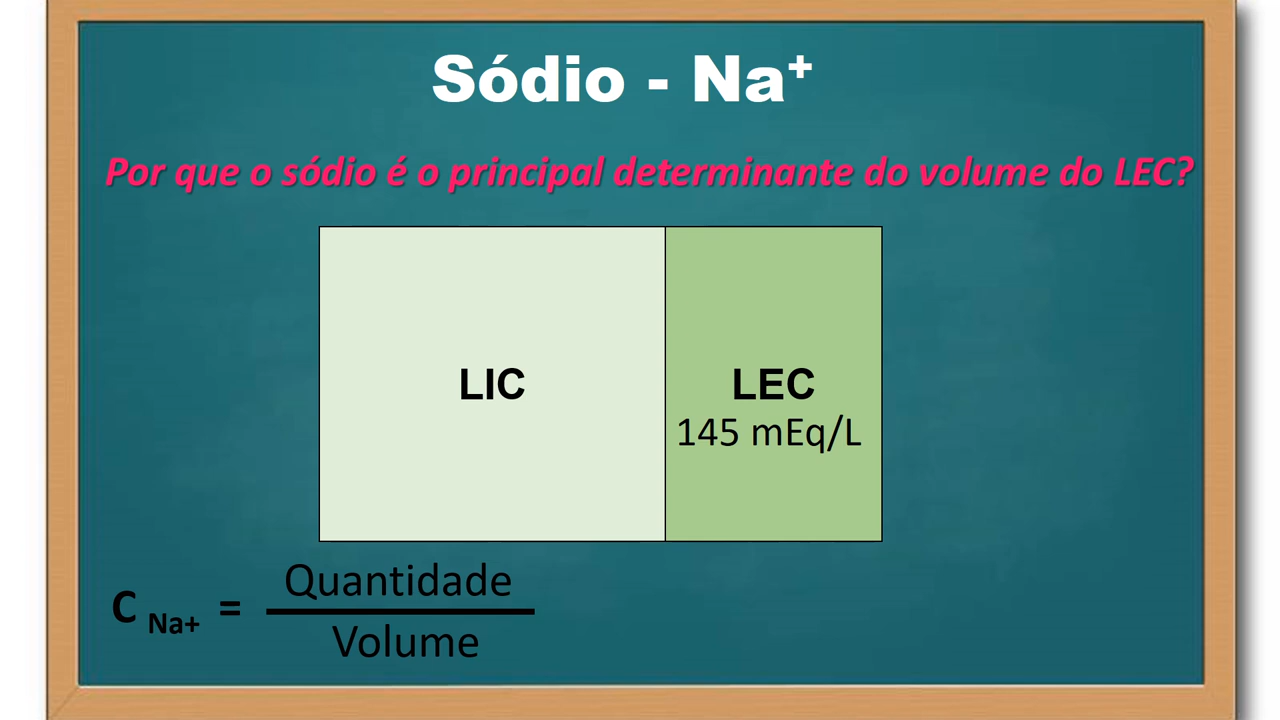 Sódio - Na⁺
Por que o sódio é o principal determinante do volume do LEC?
LIC
LEC
145 mEq/L
C Na+ = Quantidade
Volume